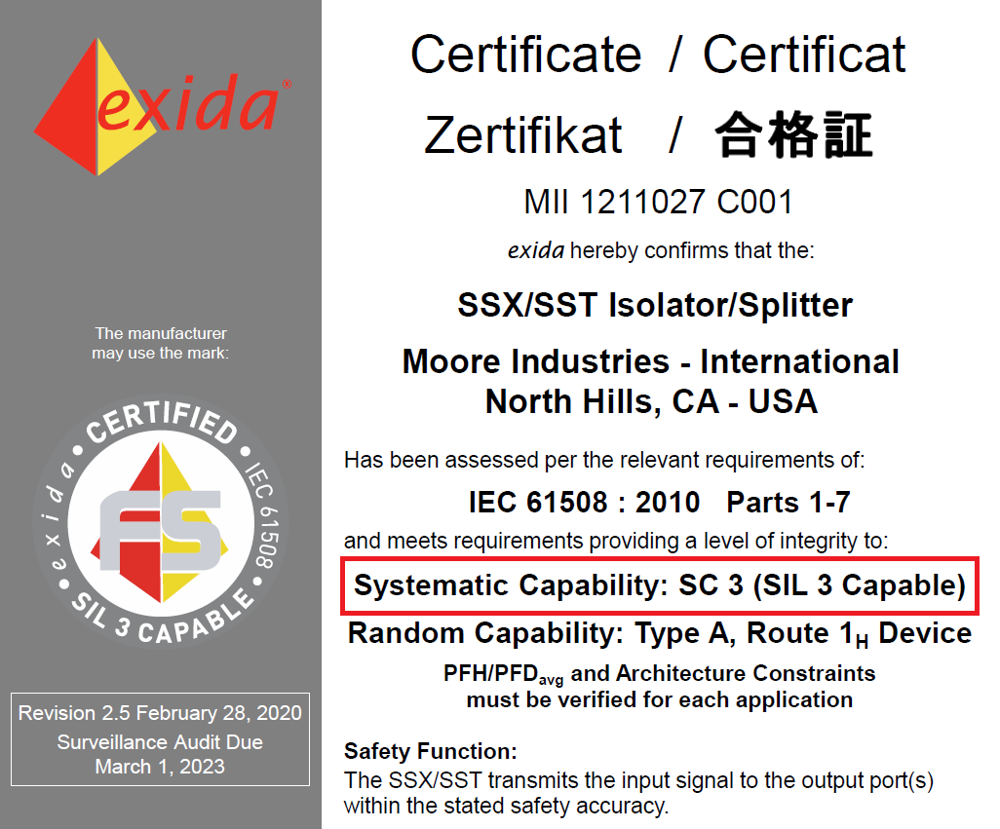 exida®
The manufacturer
may use the mark:
exida • CERTIFIED • IEC 61508 •
FS
• SIL 3 CAPABLE •
Revision 2.5 February 28, 2020
Surveillance Audit Due
March 1, 2023
Certificate / Certificat
Zertifikat / 合格証
MII 1211027 C001
exida hereby confirms that the:
SSX/SST Isolator/Splitter
Moore Industries - International
North Hills, CA - USA
Has been assessed per the relevant requirements of:
IEC 61508 : 2010 Parts 1-7
and meets requirements providing a level of integrity to:
Systematic Capability: SC 3 (SIL 3 Capable)
Random Capability: Type A, Route 1H Device
PFH/PFDavg and Architecture Constraints
must be verified for each application
Safety Function:
The SSX/SST transmits the input signal to the output port(s)
within the stated safety accuracy.